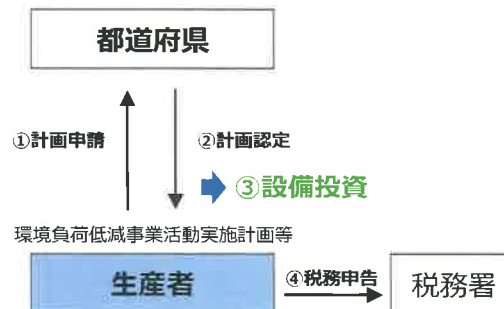 都道府県
①計画申請
②計画認定
③設備投資
環境負荷低減事業活動実施計画等
生産者
④税務申告
税務署